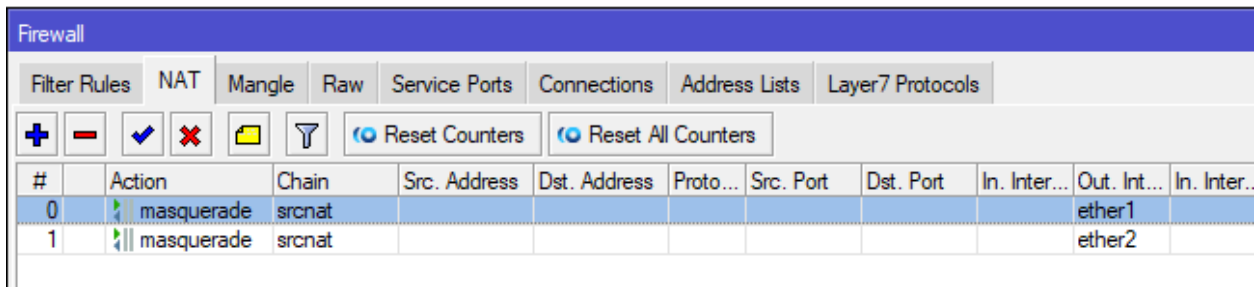 Firewall
Filter Rules NAT Mangle Raw Service Ports Connections Address Lists Layer7 Protocols
Reset Counters Reset All Counters
# Action Chain Src. Address Dst. Address Proto... Src. Port Dst. Port In. Inter... Out. Int... In. Inter...
0 masquerade srcnat ether1
1 masquerade srcnat ether2